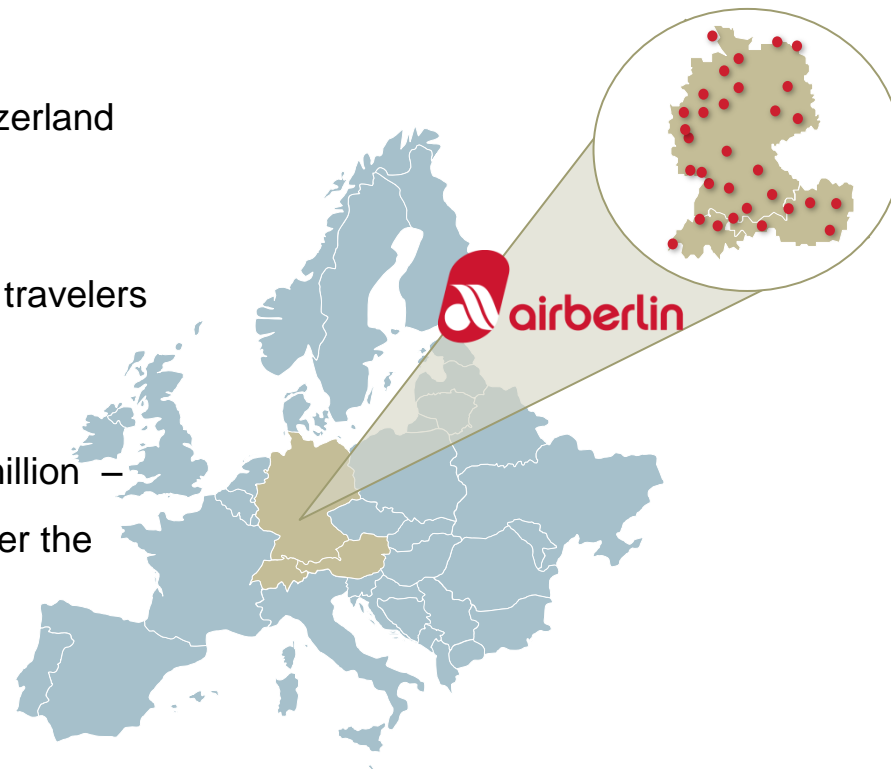 zerland
travelers
airberlin
illion –
er the